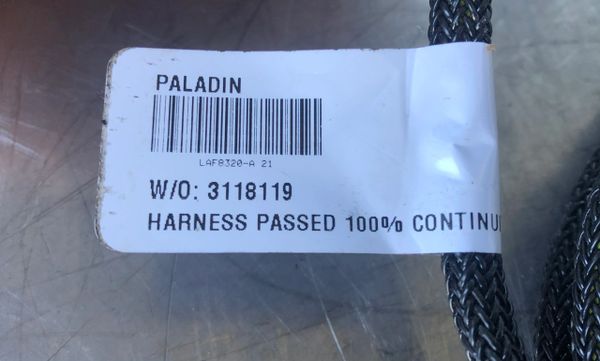 PALADIN
LAF8320-A 21
W/O: 3118119
HARNESS PASSED 100% CONTINU